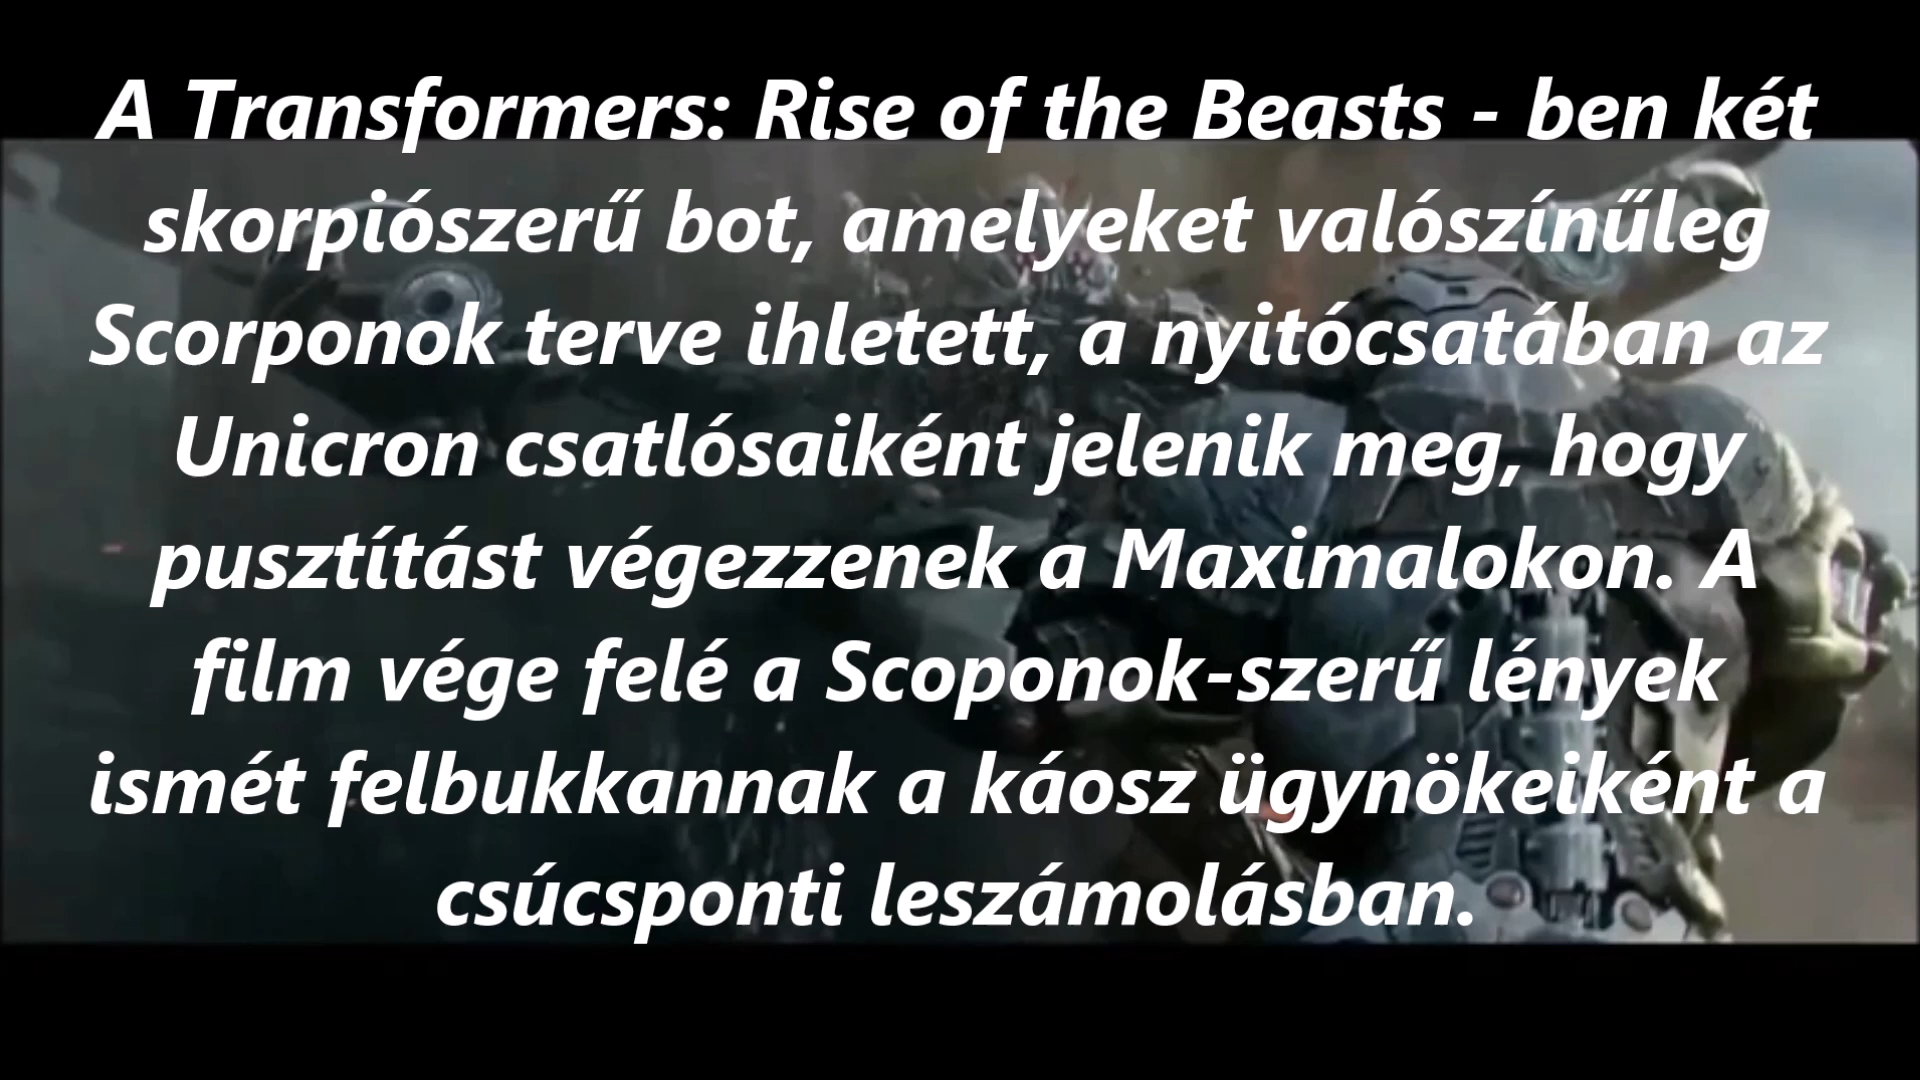 A Transformers: Rise of the Beasts - ben két
skorpiószerű bot, amelyeket valószínűleg
Scorponok terve ihletett, a nyitócsatában az
Unicron csatlósaiként jelenik meg, hogy
pusztítást végezzenek a Maximalokon. A
film vége felé a Scoponok-szerű lények
ismét felbukkannak a káosz ügynökeiként a
csúcsponti leszámolásban.